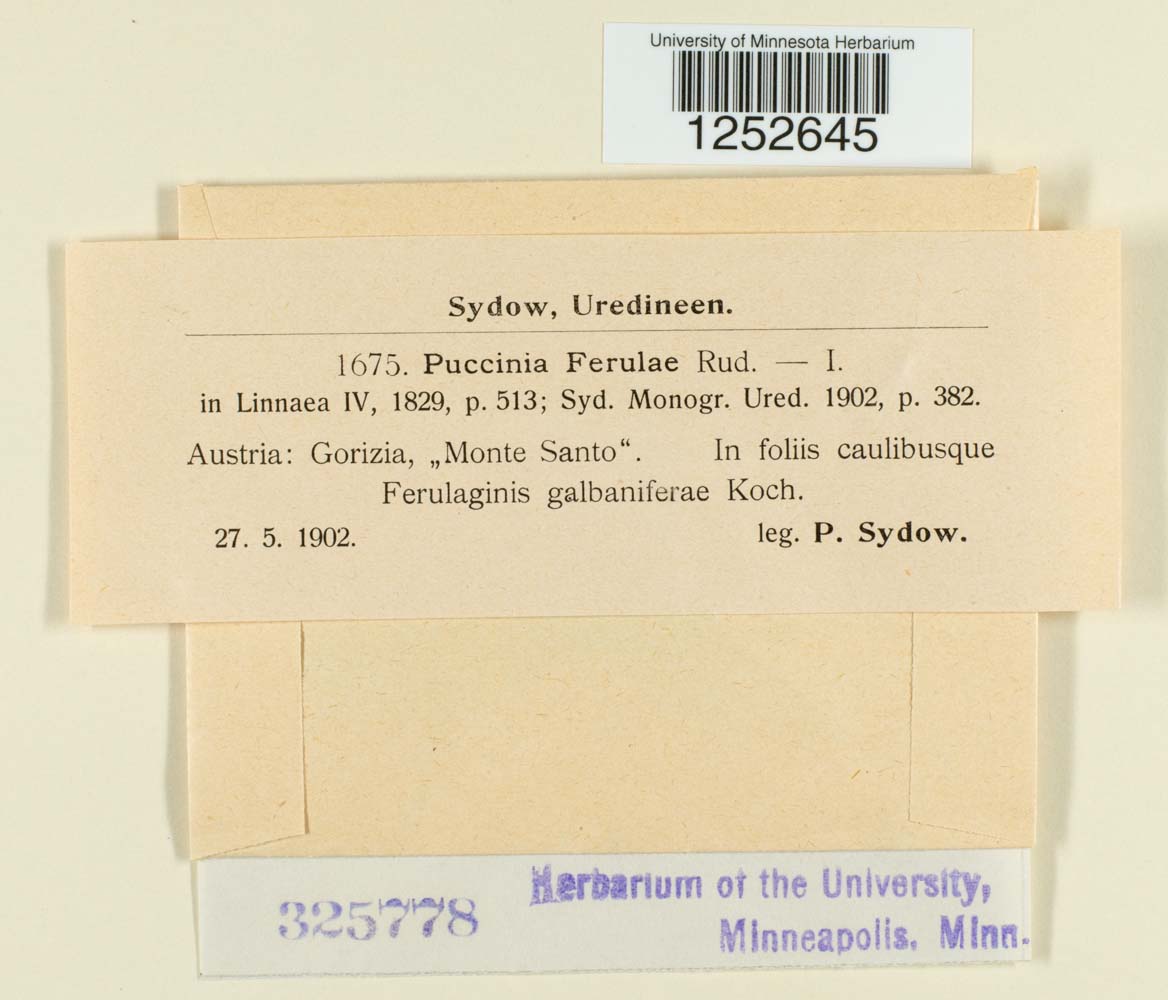 University of Minnesota Herbarium
1252645
Sydow, Uredineen.
1675. Puccinia Ferulae Rud. — I.
in Linnaea IV, 1829, p. 513; Syd. Monogr. Ured. 1902, p. 382.
Austria: Gorizia, „Monte Santo“. In foliis caulibusque
Ferulaginis galbaniferae Koch.
27. 5. 1902. leg. P. Sydow.
325778 Herbarium of the University,
Minneapolis, Minn.